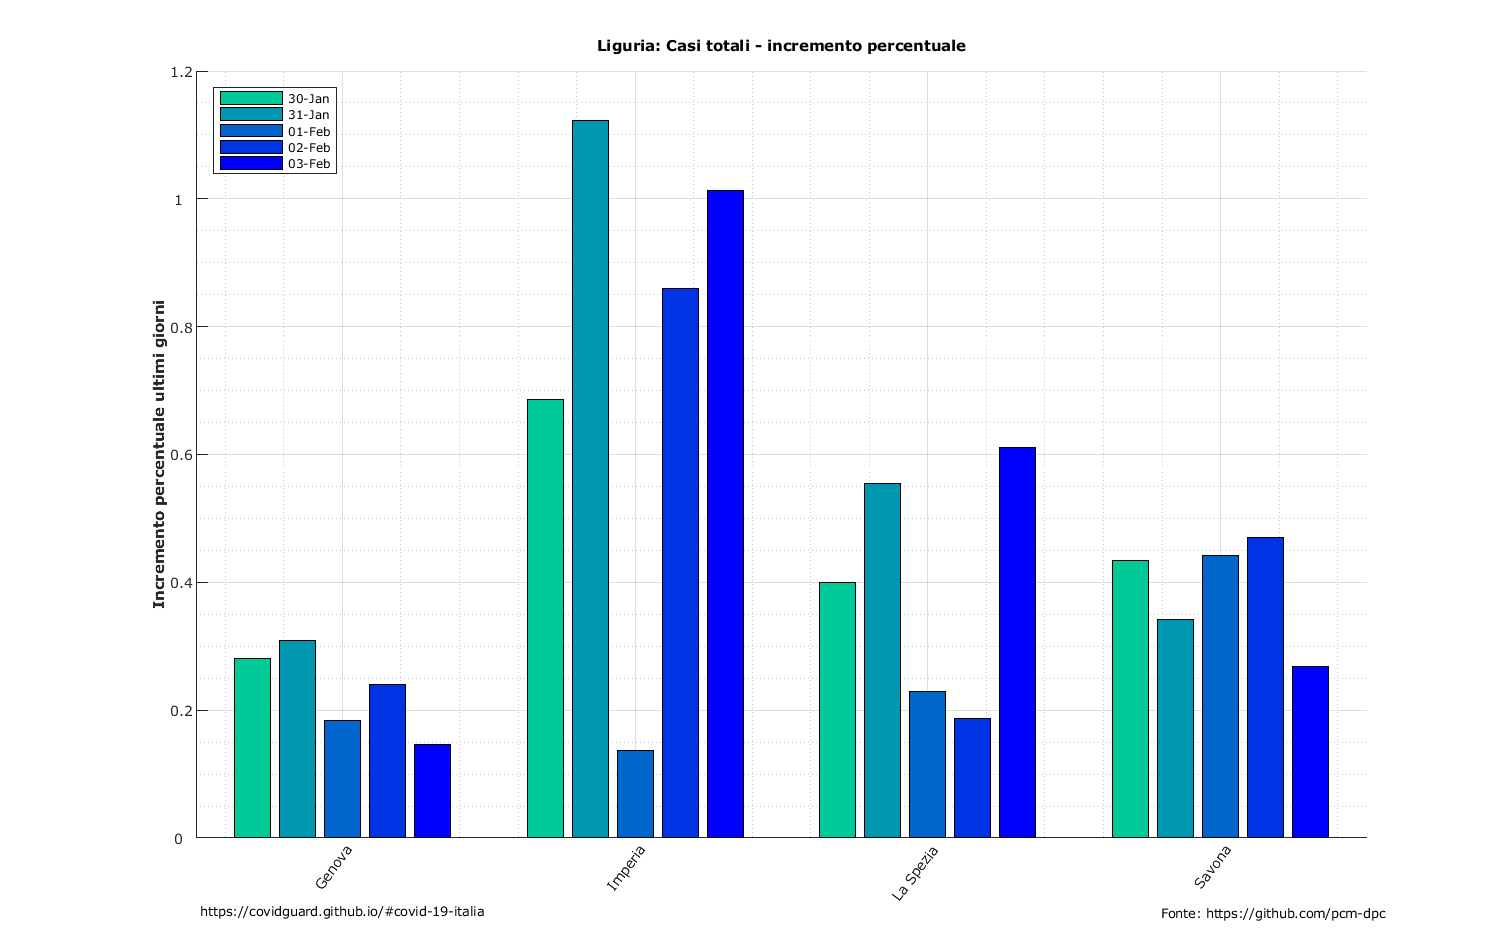 Liguria: Casi totali - incremento percentuale
1.2
1
0.8
0.6
0.4
0.2
0
Incremento percentuale ultimi giorni
30-Jan
31-Jan
01-Feb
02-Feb
03-Feb
Genova
Imperia
La Spezia
Savona
https://covidguard.github.io/#covid-19-italia
Fonte: https://github.com/pcm-dpc